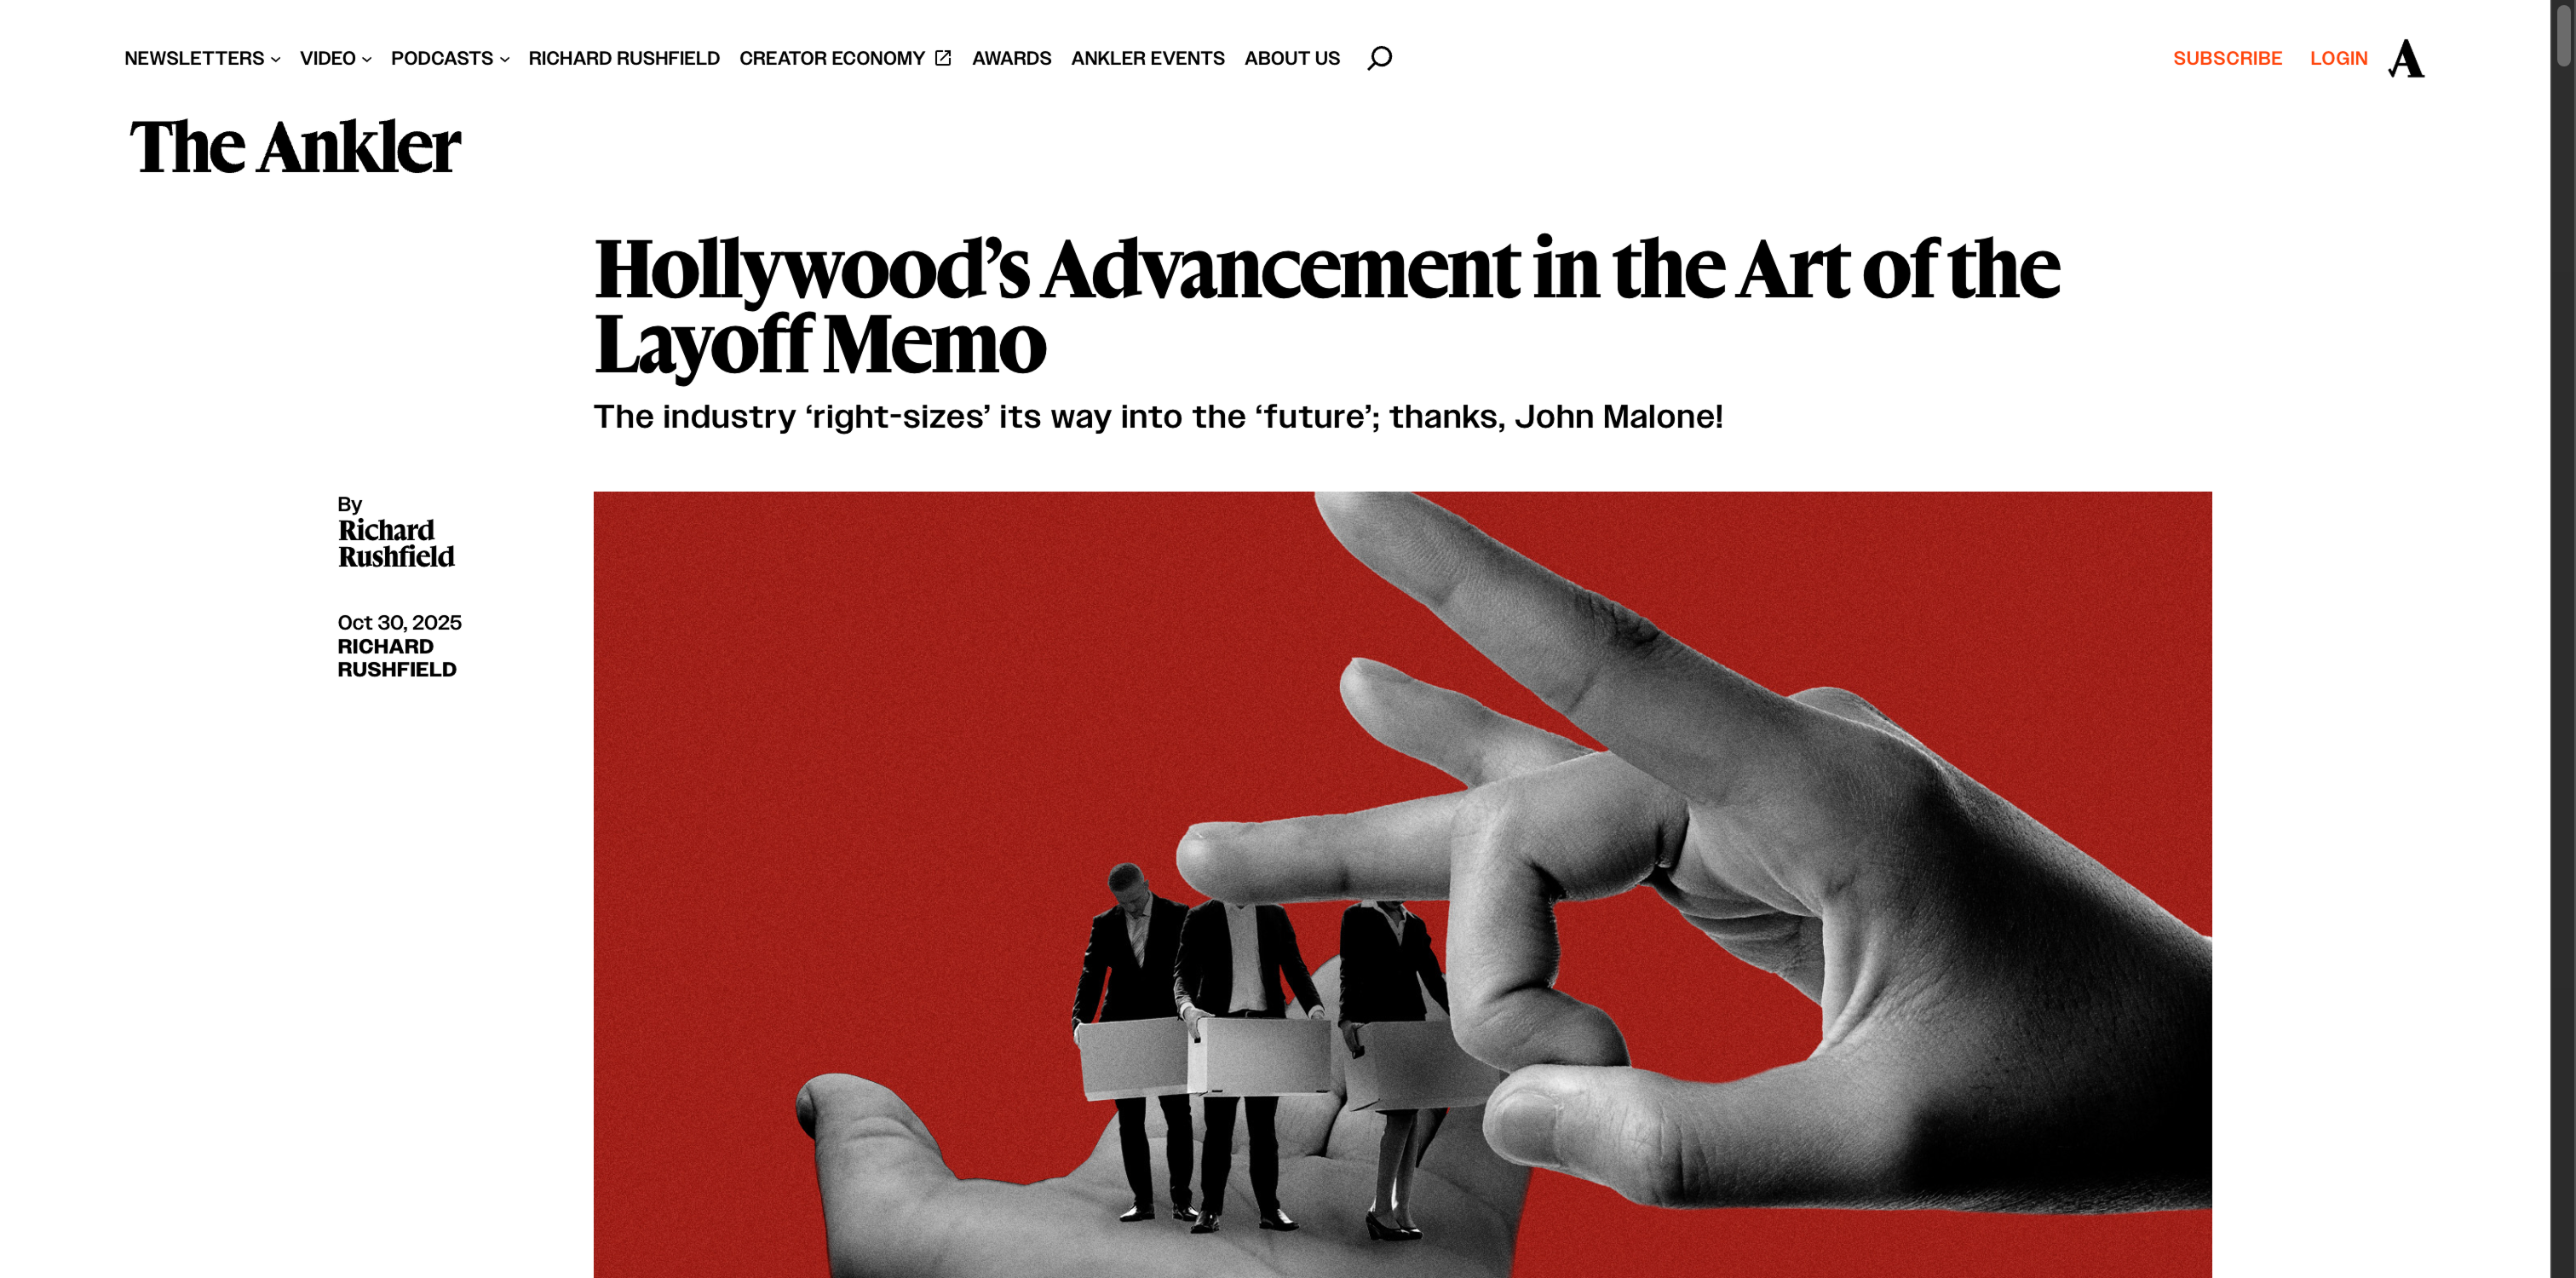 NEWSLETTERS VIDEO PODCASTS RICHARD RUSHFIELD CREATOR ECONOMY AWARDS ANKLER EVENTS ABOUT US SUBSCRIBE LOGIN A
The Ankler
Hollywood’s Advancement in the Art of the
Layoff Memo
The industry ‘right-sizes’ its way into the ‘future’; thanks, John Malone!
By
Richard
Rushfield
Oct 30, 2025
RICHARD
RUSHFIELD